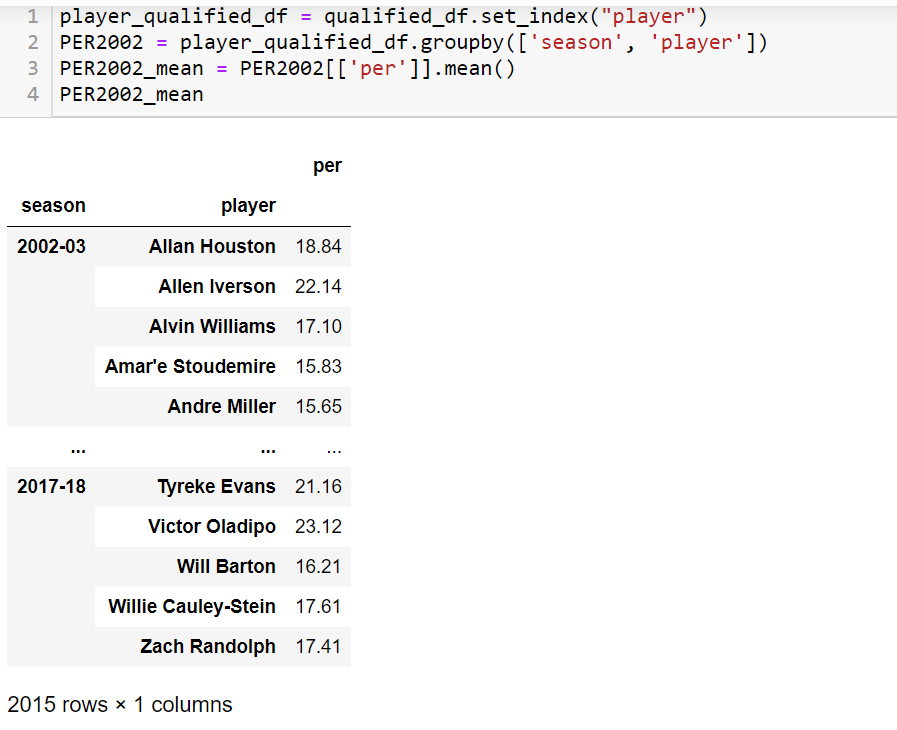 1 player_qualified_df = qualified_df.set_index("player")
2 PER2002 = player_qualified_df.groupby(['season', 'player'])
3 PER2002_mean = PER2002[['per']].mean()
4 PER2002_mean
per
season player
2002-03 Allan Houston 18.84
Allen Iverson 22.14
Alvin Williams 17.10
Amar'e Stoudemire 15.83
Andre Miller 15.65
... ... ...
2017-18 Tyreke Evans 21.16
Victor Oladipo 23.12
Will Barton 16.21
Willie Cauley-Stein 17.61
Zach Randolph 17.41
2015 rows × 1 columns